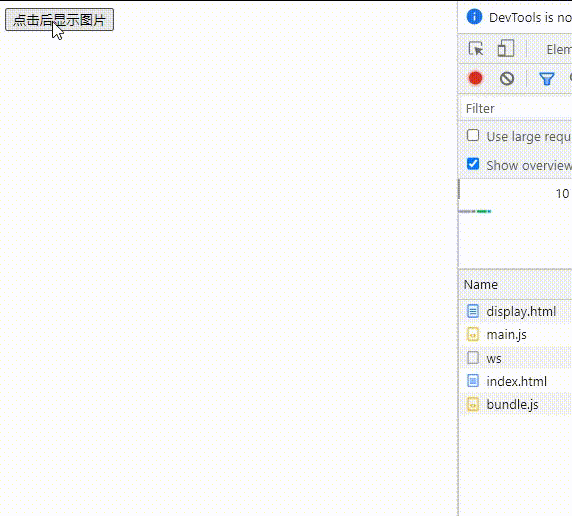 点击后显示图片
DevTools is no
Elem
Filter
Use large requ
Show overview
10
Name
display.html
main.js
ws
index.html
bundle.js